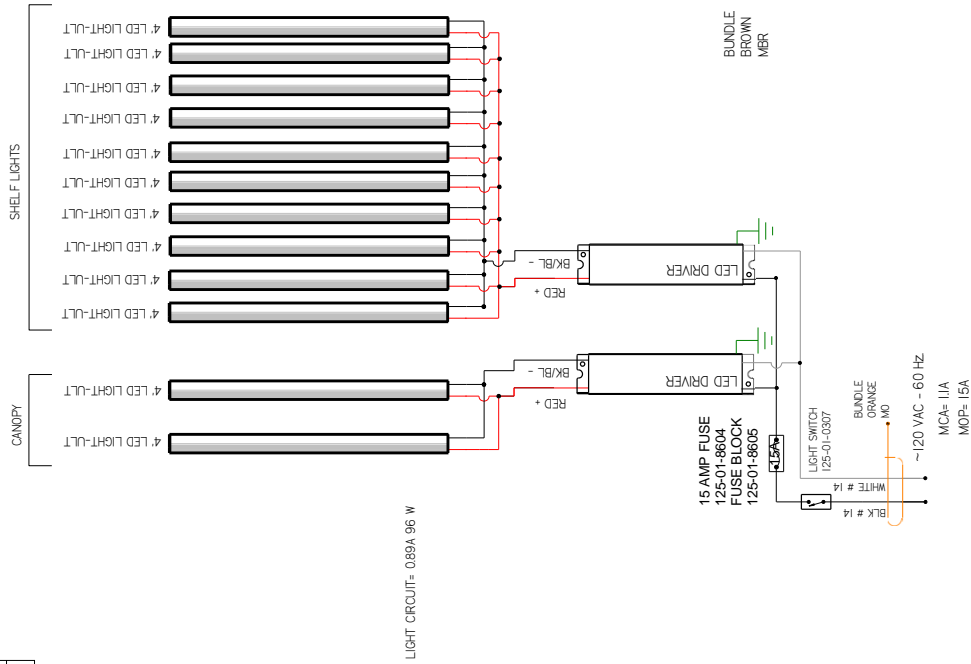 SHELF LIGHTS
4' LED LIGHT-ULT
4' LED LIGHT-ULT
4' LED LIGHT-ULT
4' LED LIGHT-ULT
4' LED LIGHT-ULT
4' LED LIGHT-ULT
4' LED LIGHT-ULT
4' LED LIGHT-ULT
4' LED LIGHT-ULT
4' LED LIGHT-ULT
CANOPY
4' LED LIGHT-ULT
4' LED LIGHT-ULT
BUNDLE
BROWN
MBR
BK/BL -
RED +
LED DRIVER
BK/BL -
RED +
LED DRIVER
15 AMP FUSE
125-01-8604
FUSE BLOCK
125-01-8605
15A
LIGHT SWITCH
125-01-0307
BUNDLE
ORANGE
MO
WHITE # 14
BLK # 14
~120 VAC - 60 Hz
MCA= 1.1A
MOP= 15A
LIGHT CIRCUIT= 0.89A 96 W